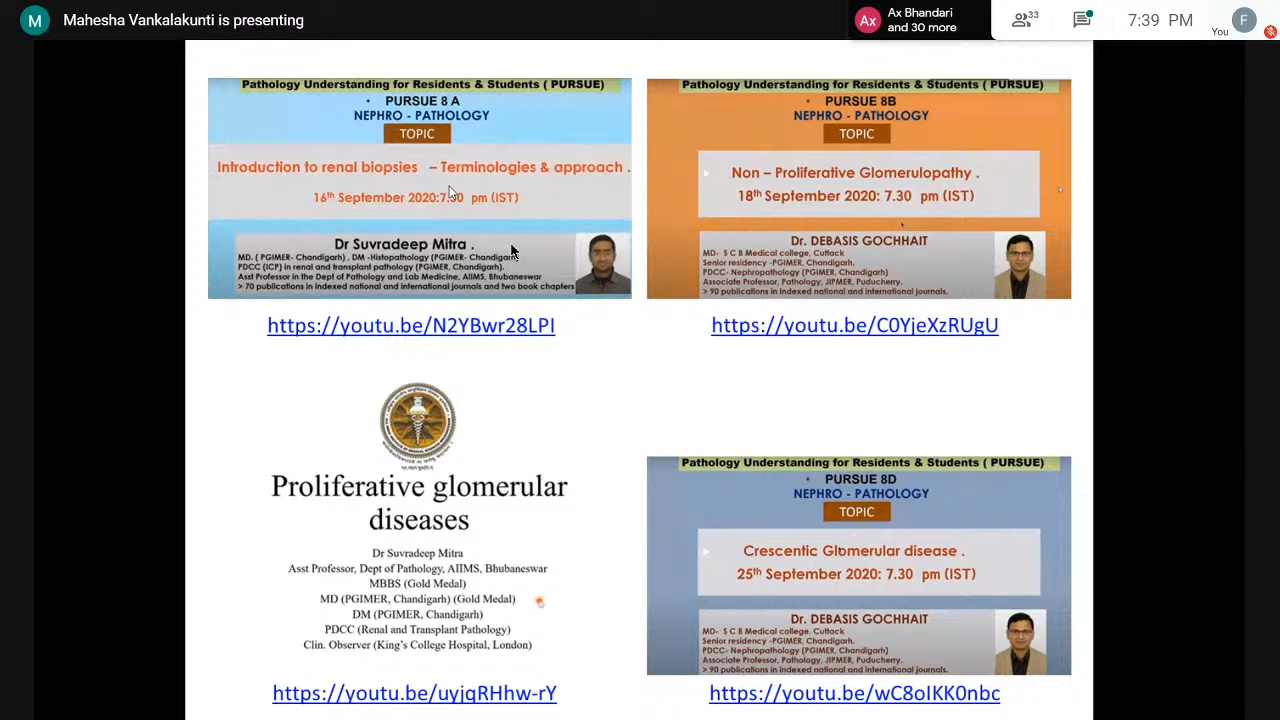 Mahesha Vankalakunti is presenting
Ax
Ax Bhandari
and 30 more
33
7:39 PM
You
F
M
Pathology Understanding for Residents & Students ( PURSUE)
• PURSUE 8 A
NEPHRO - PATHOLOGY
TOPIC
Introduction to renal biopsies – Terminologies & approach .
16th September 2020:7.30 pm (IST)
Dr Suvradeep Mitra .
MD. ( PGIMER- Chandigarh) , DM -Histopathology (PGIMER- Chandigarh)
PDCC (ICP) in renal and transplant pathology (PGIMER, Chandigarh).
Asst Professor in the Dept of Pathology and Lab Medicine, AIIMS, Bhubaneswar
> 70 publications in indexed national and international journals and two book chapters
https://youtu.be/N2YBwr28LPI
Pathology Understanding for Residents & Students ( PURSUE)
• PURSUE 8B
NEPHRO - PATHOLOGY
TOPIC
Non – Proliferative Glomerulopathy .
18th September 2020: 7.30 pm (IST)
Dr. DEBASIS GOCHHAIT
MD- S C B Medical college, Cuttack
Senior residency -PGIMER, Chandigarh.
PDCC- Nephropathology (PGIMER, Chandigarh)
Associate Professor, Pathology, JIPMER, Puducherry.
> 90 publications in indexed national and international journals.
https://youtu.be/C0YjeXzRUgU
Proliferative glomerular
diseases
Dr Suvradeep Mitra
Asst Professor, Dept of Pathology, AIIMS, Bhubaneswar
MBBS (Gold Medal)
MD (PGIMER, Chandigarh) (Gold Medal)
DM (PGIMER, Chandigarh)
PDCC (Renal and Transplant Pathology)
Clin. Observer (King's College Hospital, London)
https://youtu.be/uyjqRHhw-rY
Pathology Understanding for Residents & Students ( PURSUE)
• PURSUE 8D
NEPHRO - PATHOLOGY
TOPIC
Crescentic Glomerular disease .
25th September 2020: 7.30 pm (IST)
Dr. DEBASIS GOCHHAIT
MD- S C B Medical college, Cuttack
Senior residency -PGIMER, Chandigarh.
PDCC- Nephropathology (PGIMER, Chandigarh)
Associate Professor, Pathology, JIPMER, Puducherry.
> 90 publications in indexed national and international journals.
https://youtu.be/wC8oIKK0nbc